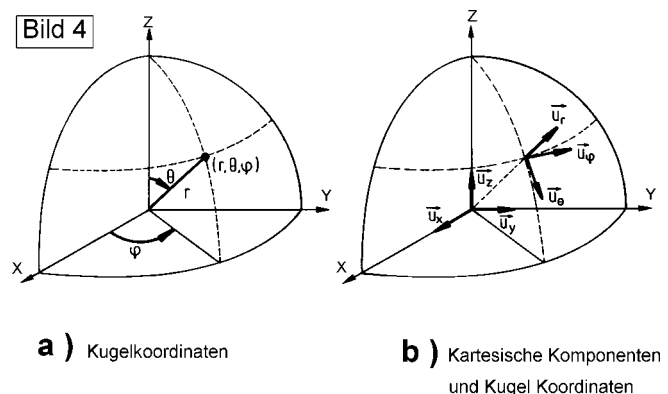 Bild 4
Z
θ
(r,θ,φ)
r
Y
φ
X
Z
u_r
u_φ
u_z
u_θ
u_x
u_y
Y
X
a ) Kugelkoordinaten
b ) Kartesische Komponenten
und Kugel Koordinaten